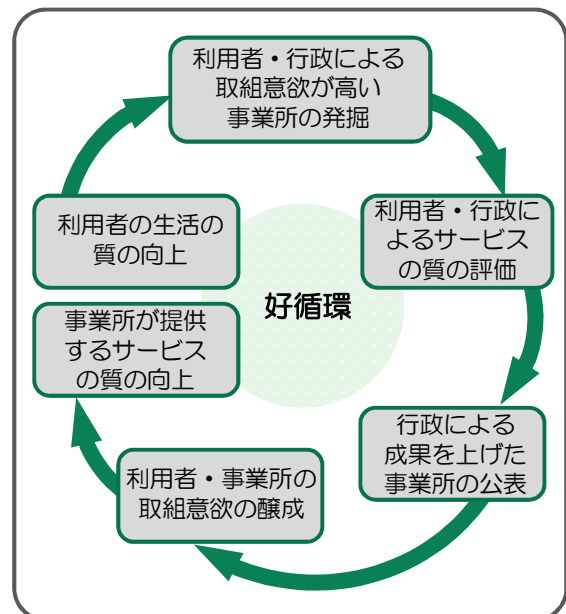 利用者・行政による
取組意欲が高い
事業所の発掘
利用者・行政に
よるサービス
の質の評価
行政による
成果を上げた
事業所の公表
利用者・事業所の
取組意欲の醸成
事業所が提供
するサービス
の質の向上
利用者の生活の
質の向上
好循環